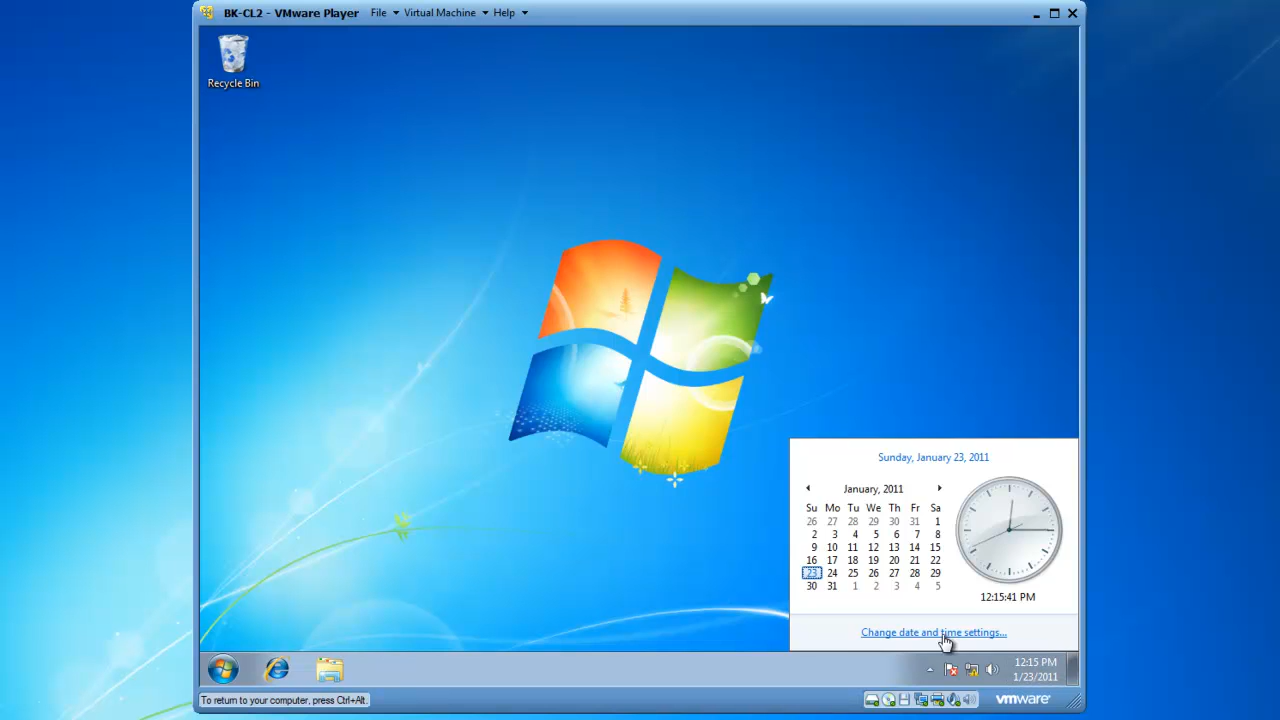 BK-CL2 - VMware Player File Virtual Machine Help
Recycle Bin
Sunday, January 23, 2011
January, 2011
Su Mo Tu We Th Fr Sa
26 27 28 29 30 31 1
2 3 4 5 6 7 8
9 10 11 12 13 14 15
16 17 18 19 20 21 22
23 24 25 26 27 28 29
30 31 1 2 3 4 5
12:15:41 PM
Change date and time settings...
12:15 PM
1/23/2011
To return to your computer, press Ctrl+Alt.
vmware